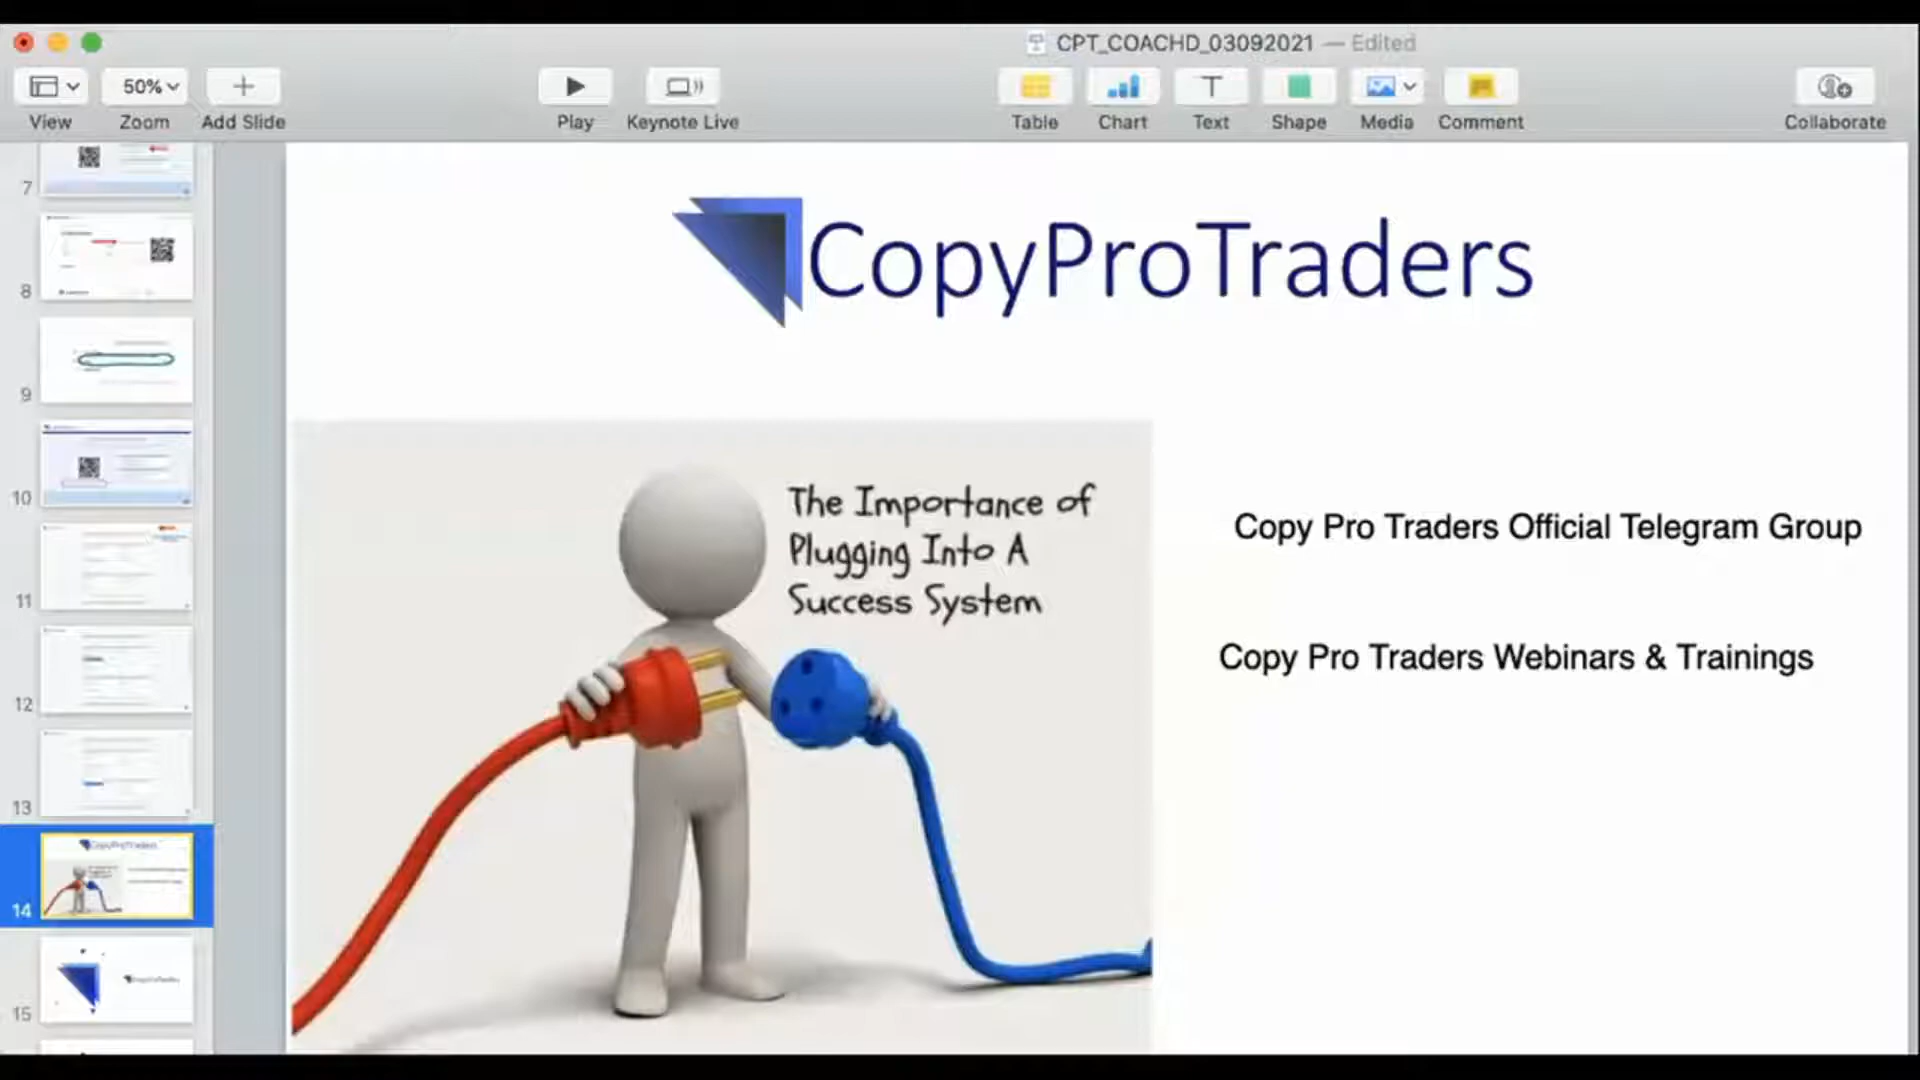 CPT_COACHD_03092021 — Edited
50%
View
Zoom
Add Slide
Play
Keynote Live
Table
Chart
Text
Shape
Media
Comment
Collaborate
7
8
9
10
11
12
13
14
15
CopyProTraders
The Importance of
Plugging Into A
Success System
Copy Pro Traders Official Telegram Group
Copy Pro Traders Webinars & Trainings